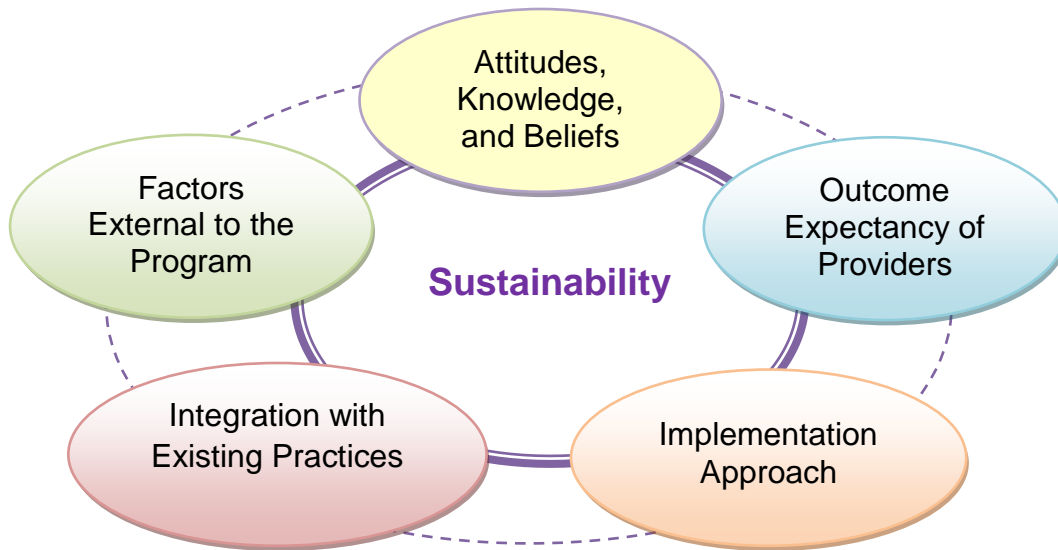 Attitudes,
Knowledge,
and Beliefs
Factors
External to the
Program
Outcome
Expectancy of
Providers
Sustainability
Integration with
Existing Practices
Implementation
Approach